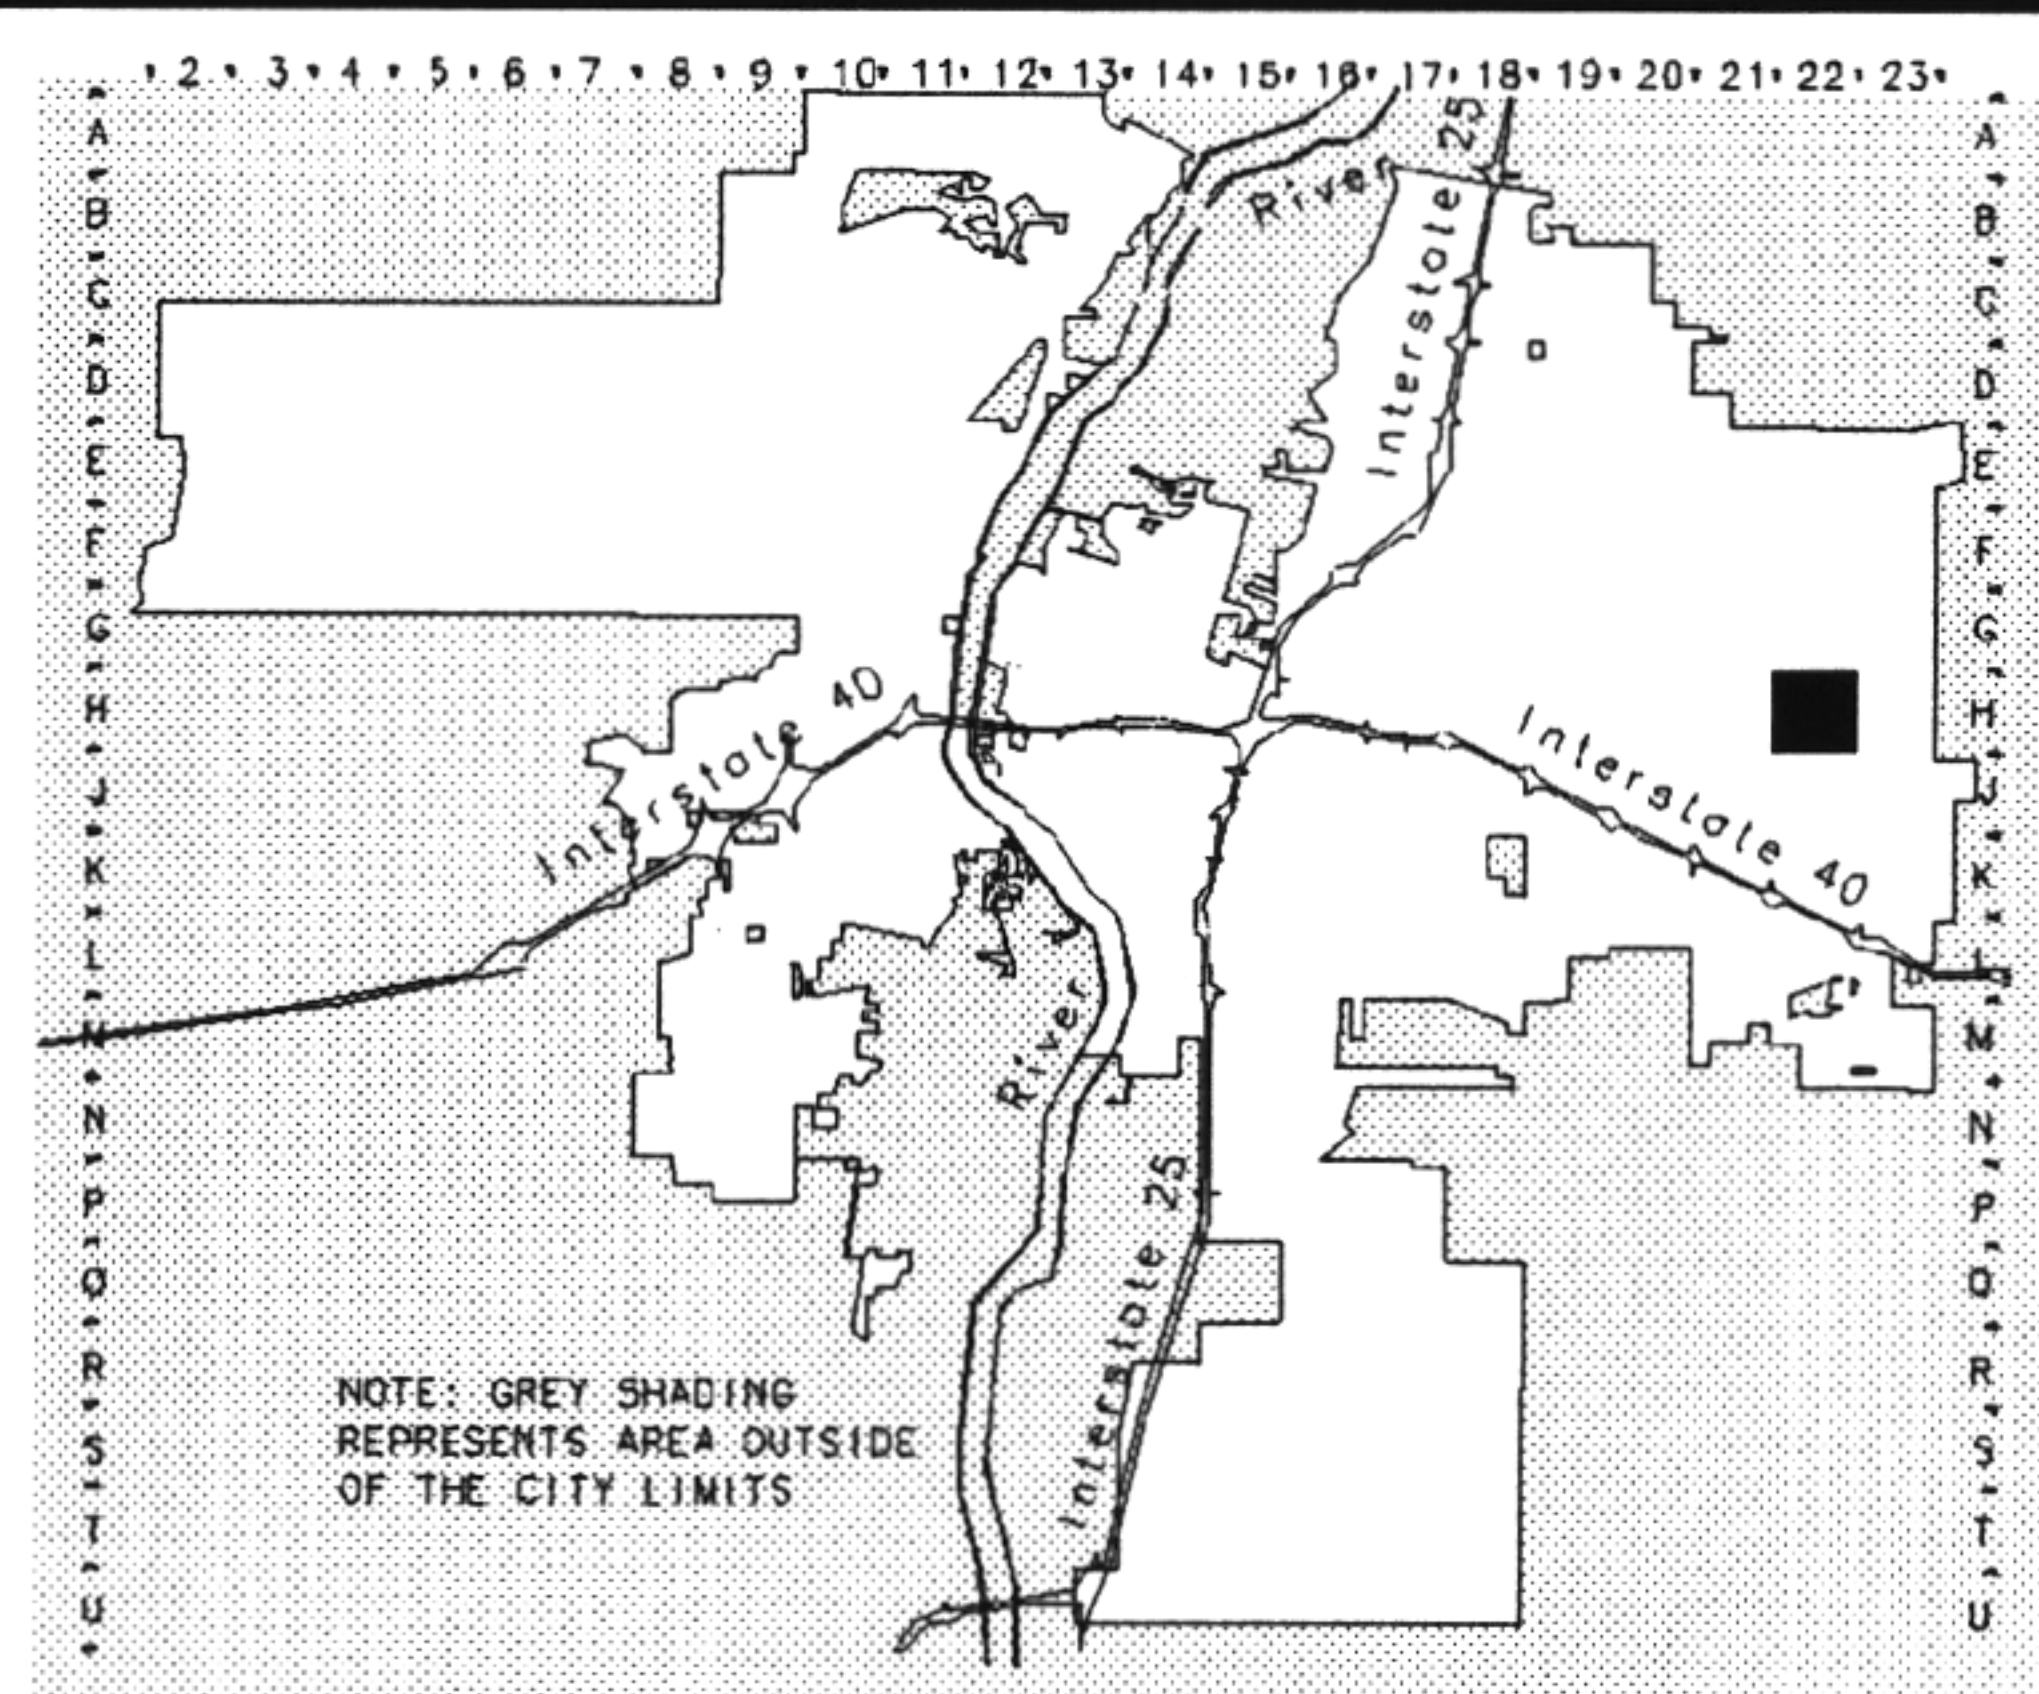 2 3 4 5 6 7 8 9 10 11 12 13 14 15 16 17 18 19 20 21 22 23
A A
B B
C C
D D
E E
F F
G G
H H
J J
K K
L L
M M
N N
P P
Q Q
R R
S S
T T
U U
River
Interstate 25
Interstate 40
Interstate 40
River
Interstate 25
NOTE: GREY SHADING
REPRESENTS AREA OUTSIDE
OF THE CITY LIMITS